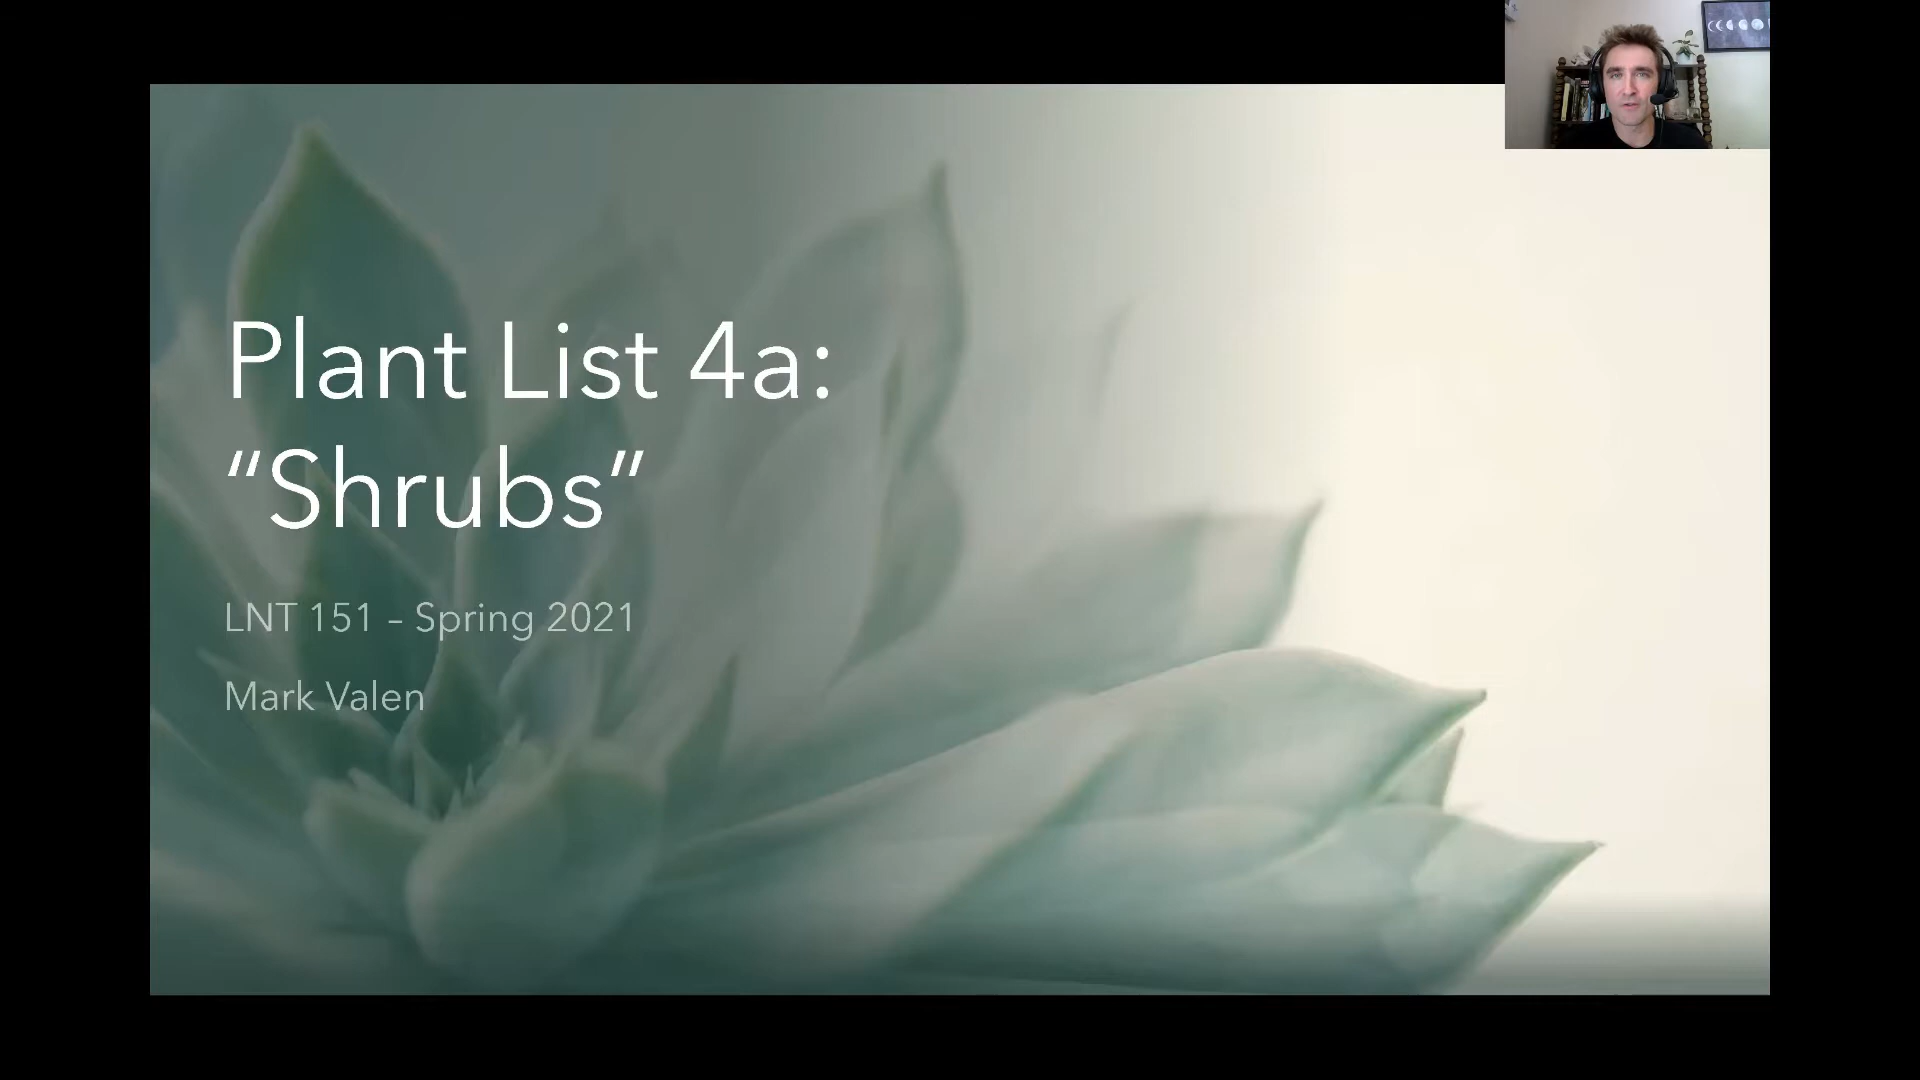 Plant List 4a:
“Shrubs”
LNT 151 – Spring 2021
Mark Valen